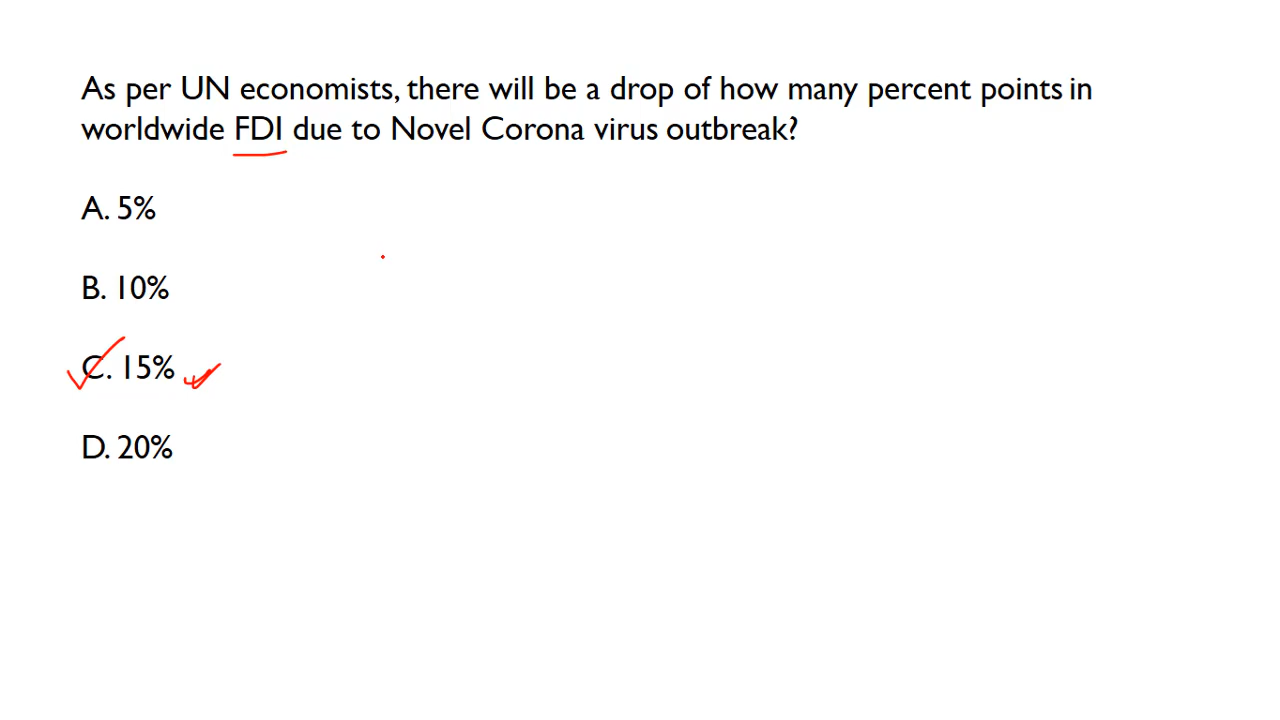 As per UN economists, there will be a drop of how many percent points in
worldwide FDI due to Novel Corona virus outbreak?
A. 5%
B. 10%
C. 15%
D. 20%